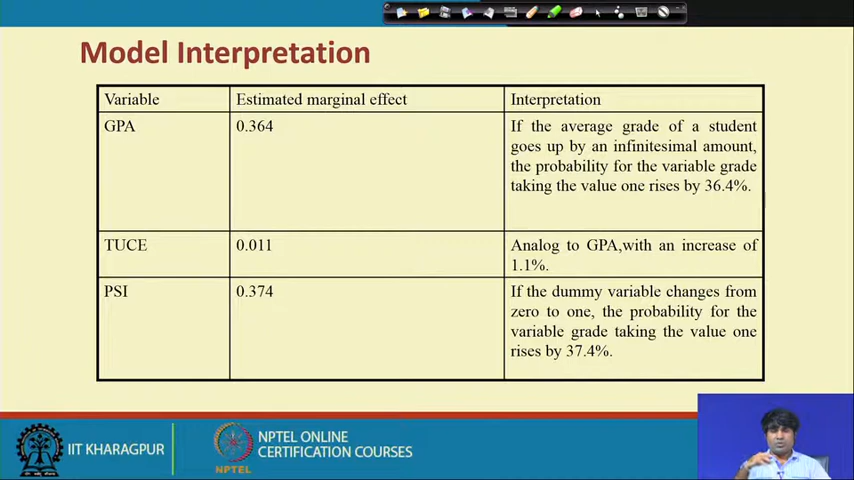 Model Interpretation
Variable
Estimated marginal effect
Interpretation
GPA
0.364
If the average grade of a student
goes up by an infinitesimal amount,
the probability for the variable grade
taking the value one rises by 36.4%.
TUCE
0.011
Analog to GPA,with an increase of
1.1%.
PSI
0.374
If the dummy variable changes from
zero to one, the probability for the
variable grade taking the value one
rises by 37.4%.
IIT KHARAGPUR
NPTEL
NPTEL ONLINE
CERTIFICATION COURSES